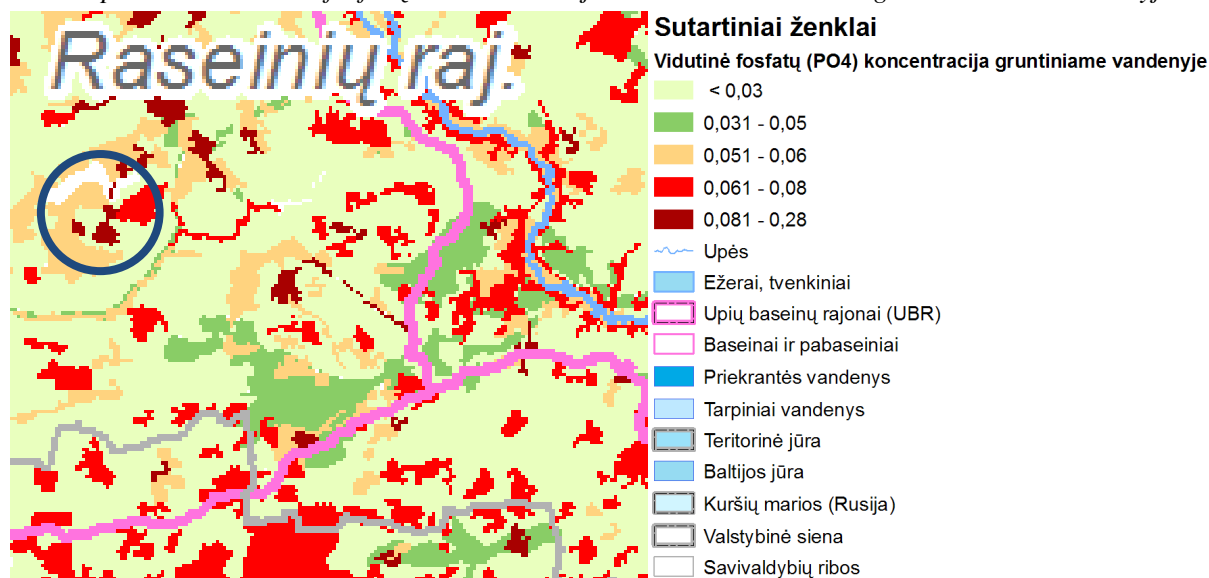 Raseinių raj.
Sutartiniai ženklai
Vidutinė fosfatų (PO4) koncentracija gruntiniame vandenyje
< 0,03
0,031 - 0,05
0,051 - 0,06
0,061 - 0,08
0,081 - 0,28
Upės
Ežerai, tvenkiniai
Upių baseinų rajonai (UBR)
Baseinai ir pabaseiniai
Priekrantės vandenys
Tarpiniai vandenys
Teritorinė jūra
Baltijos jūra
Kuršių marios (Rusija)
Valstybinė siena
Savivaldybių ribos